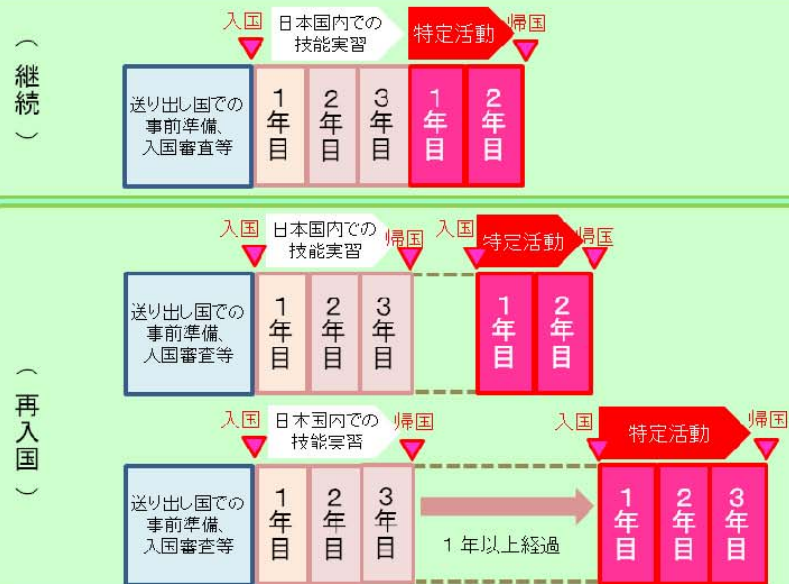 （継続）
入国
日本国内での
技能実習
特定活動
帰国
送り出し国での
事前準備、
入国審査等
1年目
2年目
3年目
1年目
2年目
（再入国）
入国
日本国内での
技能実習
帰国
入国
特定活動
帰国
送り出し国での
事前準備、
入国審査等
1年目
2年目
3年目
1年目
2年目
入国
日本国内での
技能実習
帰国
入国
特定活動
帰国
送り出し国での
事前準備、
入国審査等
1年目
2年目
3年目
1年以上経過
1年目
2年目
3年目